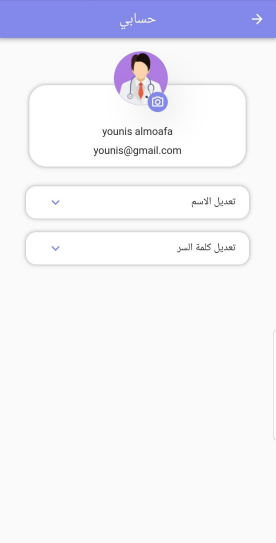 حسابي
younis almoafa
younis@gmail.com
تعديل الاسم
تعديل كلمة السر